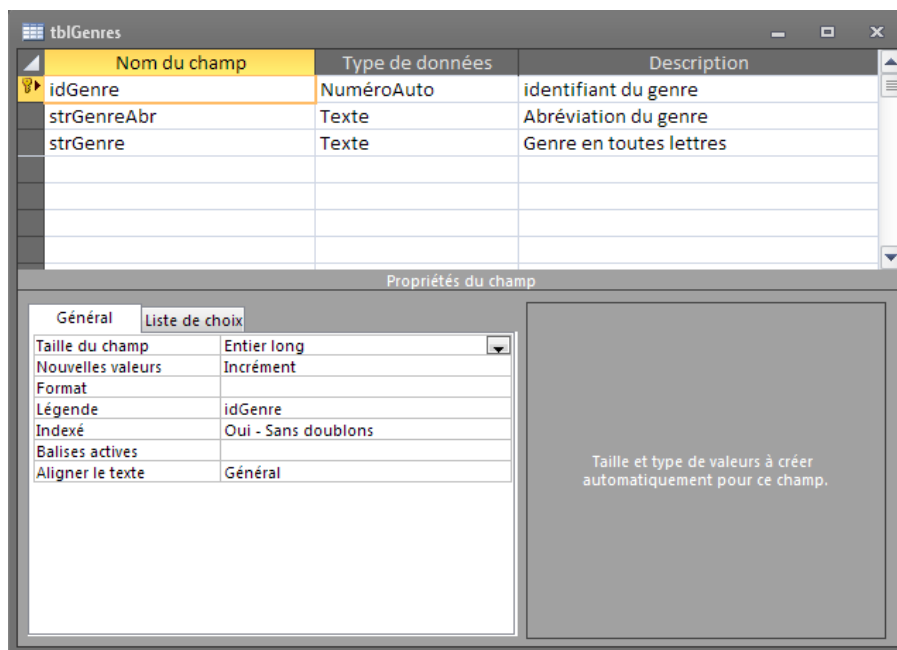 tblGenres
Nom du champ Type de données Description
idGenre NuméroAuto identifiant du genre
strGenreAbr Texte Abréviation du genre
strGenre Texte Genre en toutes lettres
Propriétés du champ
Général Liste de choix
Taille du champ Entier long
Nouvelles valeurs Incrément
Format
Légende idGenre
Indexé Oui - Sans doublons
Balises actives
Aligner le texte Général
Taille et type de valeurs à créer
automatiquement pour ce champ.